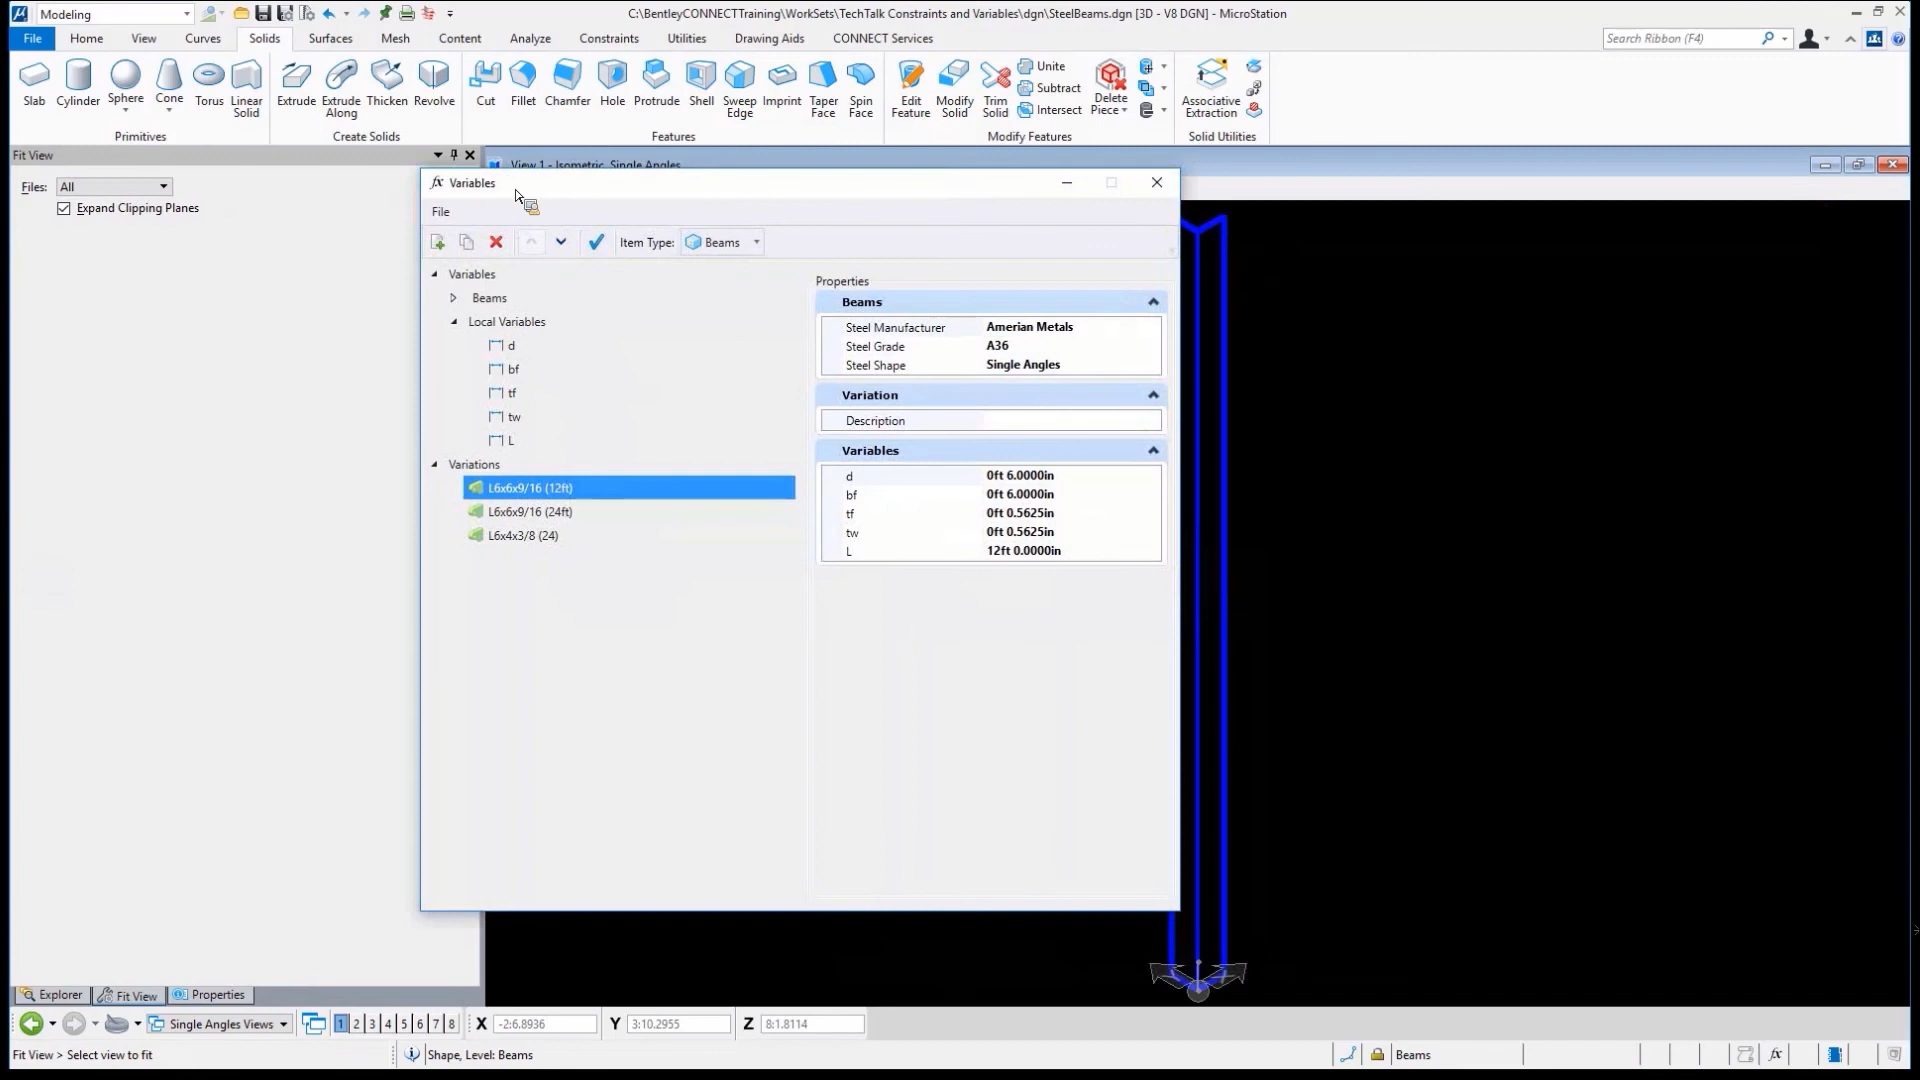 Modeling
C:\BentleyCONNECTTraining\WorkSets\TechTalk Constraints and Variables\dgn\SteelBeams.dgn [3D - V8 DGN] - MicroStation
File Home View Curves Solids Surfaces Mesh Content Analyze Constraints Utilities Drawing Aids CONNECT Services
Search Ribbon (F4)
Slab Cylinder Sphere Cone Torus Linear Solid
Primitives
Extrude Extrude Along Thicken Revolve
Create Solids
Cut Fillet Chamfer Hole Protrude Shell Sweep Edge Imprint Taper Face Spin Face
Features
Edit Feature Modify Solid Trim Solid Unite Subtract Intersect Delete Piece
Modify Features
Associative Extraction
Solid Utilities
Fit View
Files: All
Expand Clipping Planes
View 1 - Isometric, Single Angles
fx Variables
File
Item Type: Beams
Variables
Beams
Local Variables
d
bf
tf
tw
L
Variations
L6x6x9/16 (12ft)
L6x6x9/16 (24ft)
L6x4x3/8 (24)
Properties
Beams
Steel Manufacturer Amerian Metals
Steel Grade A36
Steel Shape Single Angles
Variation
Description
Variables
d 0ft 6.0000in
bf 0ft 6.0000in
tf 0ft 0.5625in
tw 0ft 0.5625in
L 12ft 0.0000in
Explorer Fit View Properties
Single Angles Views 1 2 3 4 5 6 7 8 X -2:6.8936 Y 3:10.2955 Z 8:1.8114
Fit View > Select view to fit
Shape, Level: Beams
Beams
fx